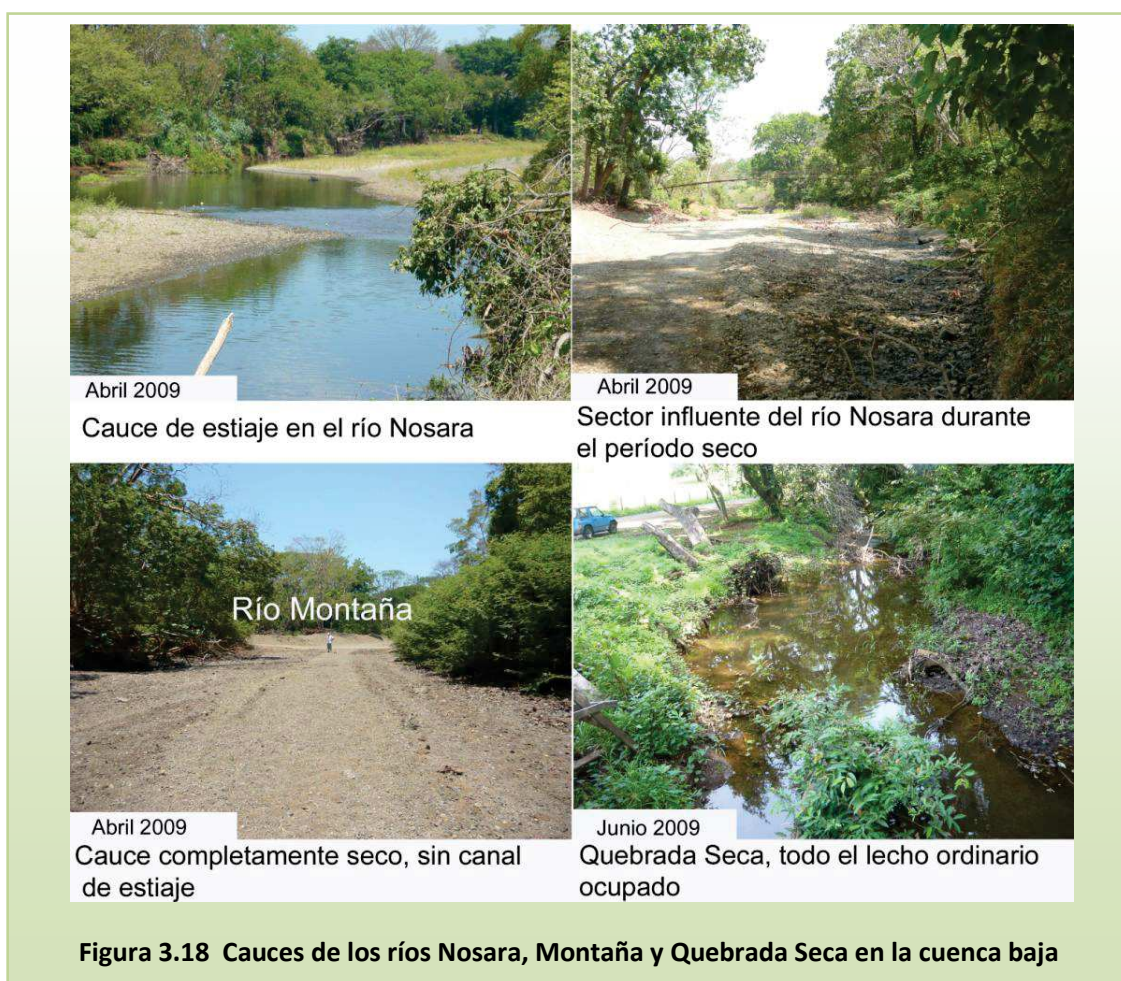 Abril 2009
Cauce de estiaje en el río Nosara
Abril 2009
Sector influente del río Nosara durante
el período seco
Río Montaña
Abril 2009
Cauce completamente seco, sin canal
de estiaje
Junio 2009
Quebrada Seca, todo el lecho ordinario
ocupado
Figura 3.18 Cauces de los ríos Nosara, Montaña y Quebrada Seca en la cuenca baja